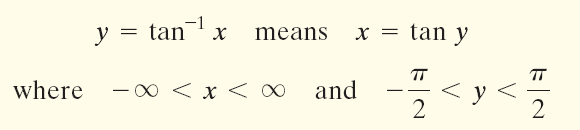 y = tan⁻¹ x means x = tan y
where −∞ < x < ∞ and −π/2 < y < π/2